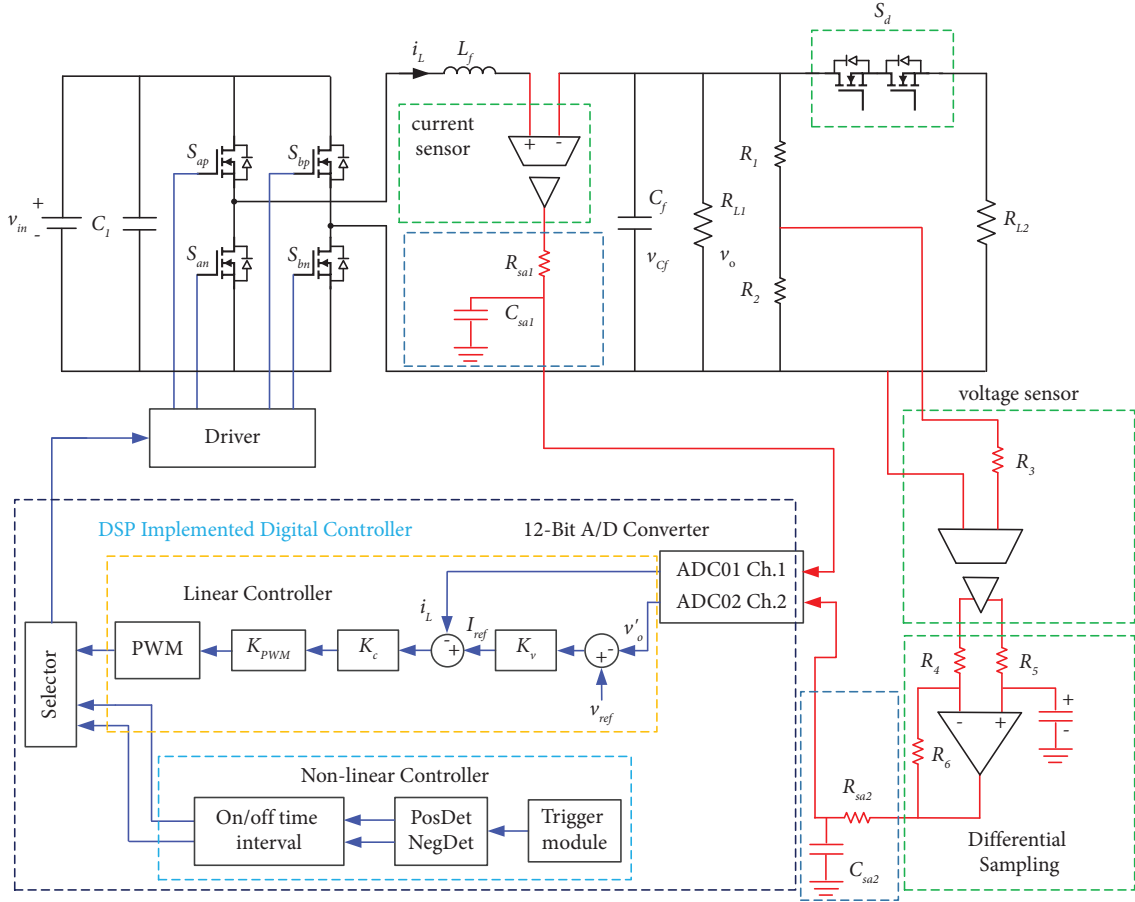 S_d
i_L
L_f
current
sensor
+ -
S_ap
S_bp
R_1
+
v_in
-
C_1
C_f
R_L1
R_L2
S_an
S_bn
R_sa1
v_Cf
v_o
R_2
C_sa1
voltage sensor
Driver
R_3
DSP Implemented Digital Controller
12-Bit A/D Converter
Linear Controller
ADC01 Ch.1
ADC02 Ch.2
i_L
I_ref
v'_o
PWM
K_PWM
K_c
- +
K_v
+ -
v_ref
Selector
R_4
R_5
- +
+
-
R_6
Non-linear Controller
R_sa2
On/off time
interval
PosDet
NegDet
Trigger
module
Differential
Sampling
C_sa2